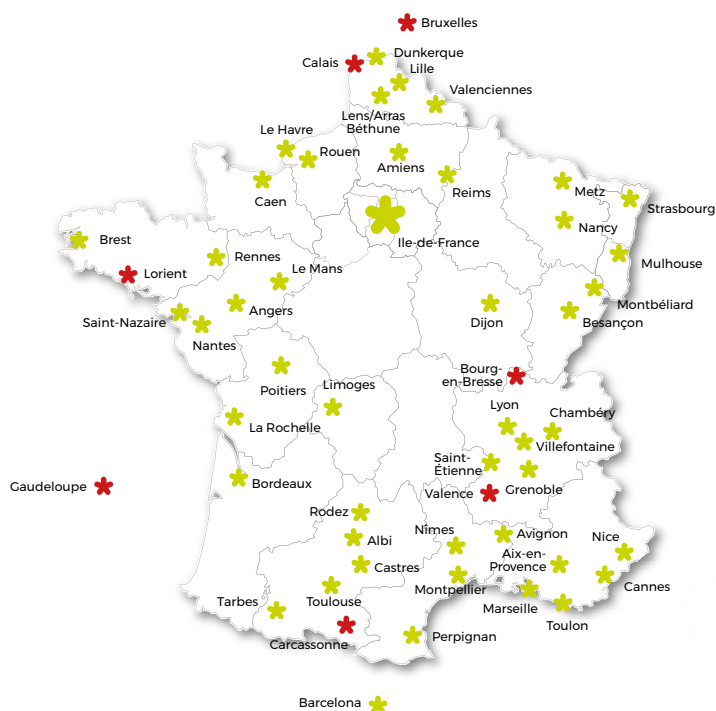 Bruxelles
Dunkerque
Calais
Lille
Valenciennes
Lens/Arras
Béthune
Le Havre
Rouen
Amiens
Reims
Metz
Caen
Strasbourg
Nancy
Brest
Ile-de-France
Rennes
Mulhouse
Lorient
Le Mans
Montbéliard
Angers
Saint-Nazaire
Dijon
Besançon
Nantes
Bourg-
en-Bresse
Poitiers
Limoges
Lyon
Chambéry
La Rochelle
Villefontaine
Saint-
Étienne
Gaudeloupe
Bordeaux
Valence
Grenoble
Rodez
Nîmes
Avignon
Nice
Albi
Aix-en-
Provence
Castres
Montpellier
Cannes
Tarbes
Toulouse
Marseille
Toulon
Carcassonne
Perpignan
Barcelona